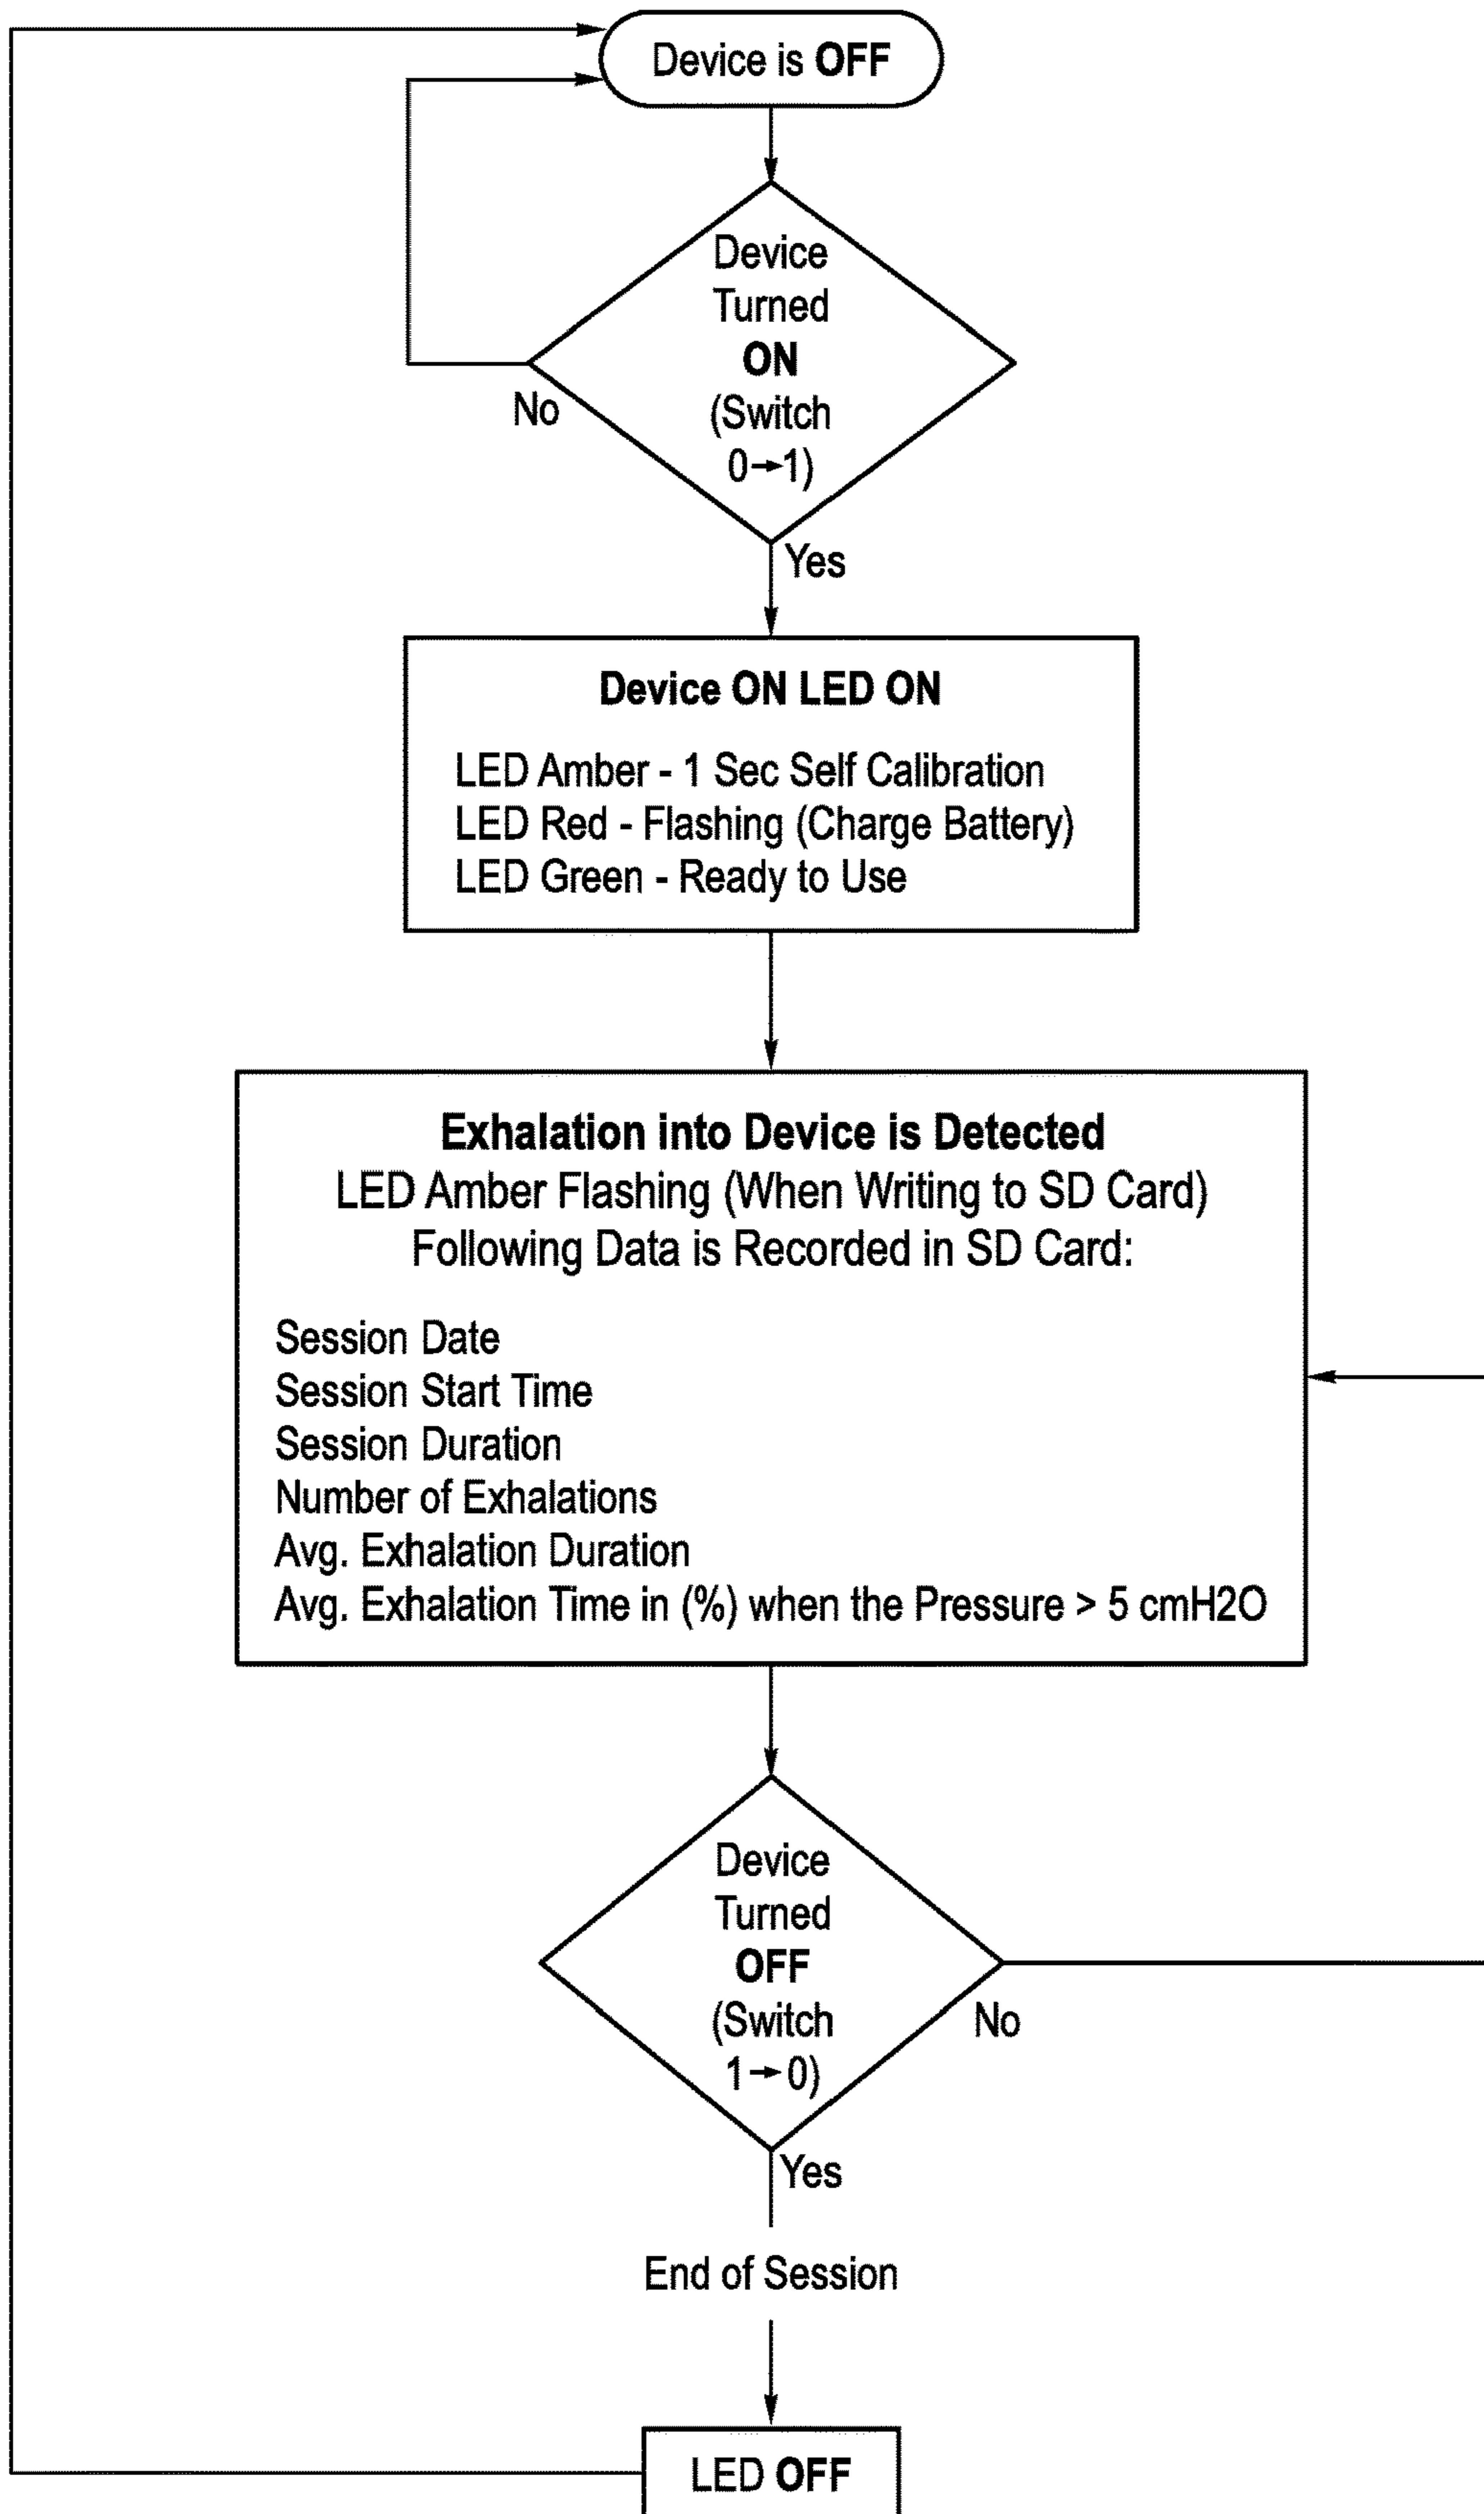 Device is OFF
Device
Turned
ON
(Switch
0→1)
No
Yes
Device ON LED ON
LED Amber - 1 Sec Self Calibration
LED Red - Flashing (Charge Battery)
LED Green - Ready to Use
Exhalation into Device is Detected
LED Amber Flashing (When Writing to SD Card)
Following Data is Recorded in SD Card:
Session Date
Session Start Time
Session Duration
Number of Exhalations
Avg. Exhalation Duration
Avg. Exhalation Time in (%) when the Pressure > 5 cmH2O
Device
Turned
OFF
(Switch
1→0)
No
Yes
End of Session
LED OFF